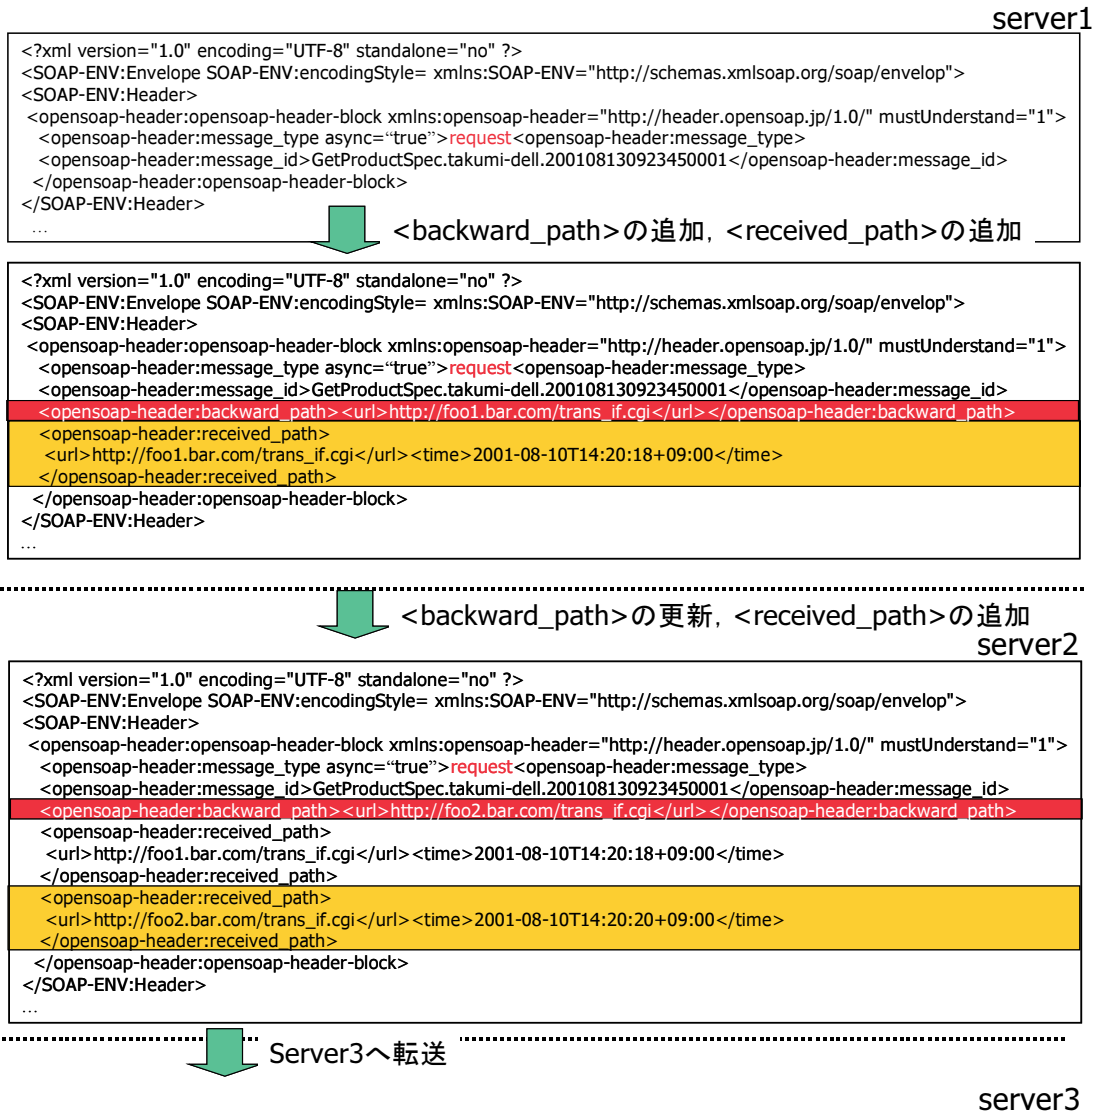 server1
<?xml version="1.0" encoding="UTF-8" standalone="no" ?>
<SOAP-ENV:Envelope SOAP-ENV:encodingStyle= xmlns:SOAP-ENV="http://schemas.xmlsoap.org/soap/envelop">
<SOAP-ENV:Header>
<opensoap-header:opensoap-header-block xmlns:opensoap-header="http://header.opensoap.jp/1.0/" mustUnderstand="1">
<opensoap-header:message_type async=“true”>request<opensoap-header:message_type>
<opensoap-header:message_id>GetProductSpec.takumi-dell.200108130923450001</opensoap-header:message_id>
</opensoap-header:opensoap-header-block>
</SOAP-ENV:Header>
…
<backward_path>の追加, <received_path>の追加
<?xml version="1.0" encoding="UTF-8" standalone="no" ?>
<SOAP-ENV:Envelope SOAP-ENV:encodingStyle= xmlns:SOAP-ENV="http://schemas.xmlsoap.org/soap/envelop">
<SOAP-ENV:Header>
<opensoap-header:opensoap-header-block xmlns:opensoap-header="http://header.opensoap.jp/1.0/" mustUnderstand="1">
<opensoap-header:message_type async=“true”>request<opensoap-header:message_type>
<opensoap-header:message_id>GetProductSpec.takumi-dell.200108130923450001</opensoap-header:message_id>
<opensoap-header:backward_path><url>http://foo1.bar.com/trans_if.cgi</url></opensoap-header:backward_path>
<opensoap-header:received_path>
<url>http://foo1.bar.com/trans_if.cgi</url><time>2001-08-10T14:20:18+09:00</time>
</opensoap-header:received_path>
</opensoap-header:opensoap-header-block>
</SOAP-ENV:Header>
…
<backward_path>の更新, <received_path>の追加
server2
<?xml version="1.0" encoding="UTF-8" standalone="no" ?>
<SOAP-ENV:Envelope SOAP-ENV:encodingStyle= xmlns:SOAP-ENV="http://schemas.xmlsoap.org/soap/envelop">
<SOAP-ENV:Header>
<opensoap-header:opensoap-header-block xmlns:opensoap-header="http://header.opensoap.jp/1.0/" mustUnderstand="1">
<opensoap-header:message_type async=“true”>request<opensoap-header:message_type>
<opensoap-header:message_id>GetProductSpec.takumi-dell.200108130923450001</opensoap-header:message_id>
<opensoap-header:backward_path><url>http://foo2.bar.com/trans_if.cgi</url></opensoap-header:backward_path>
<opensoap-header:received_path>
<url>http://foo1.bar.com/trans_if.cgi</url><time>2001-08-10T14:20:18+09:00</time>
</opensoap-header:received_path>
<opensoap-header:received_path>
<url>http://foo2.bar.com/trans_if.cgi</url><time>2001-08-10T14:20:20+09:00</time>
</opensoap-header:received_path>
</opensoap-header:opensoap-header-block>
</SOAP-ENV:Header>
…
Server3へ転送
server3